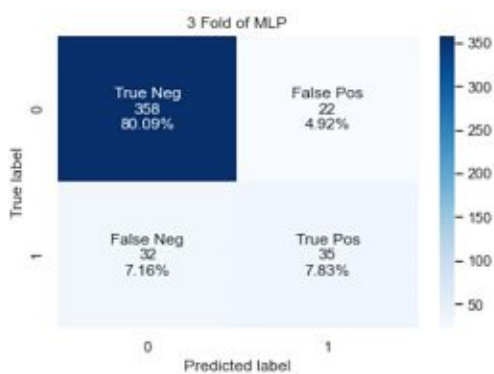 3 Fold of MLP
True Neg
358
80.09%
False Pos
22
4.92%
False Neg
32
7.16%
True Pos
35
7.83%
0
1
True label
0
1
Predicted label
350
300
250
200
150
100
50